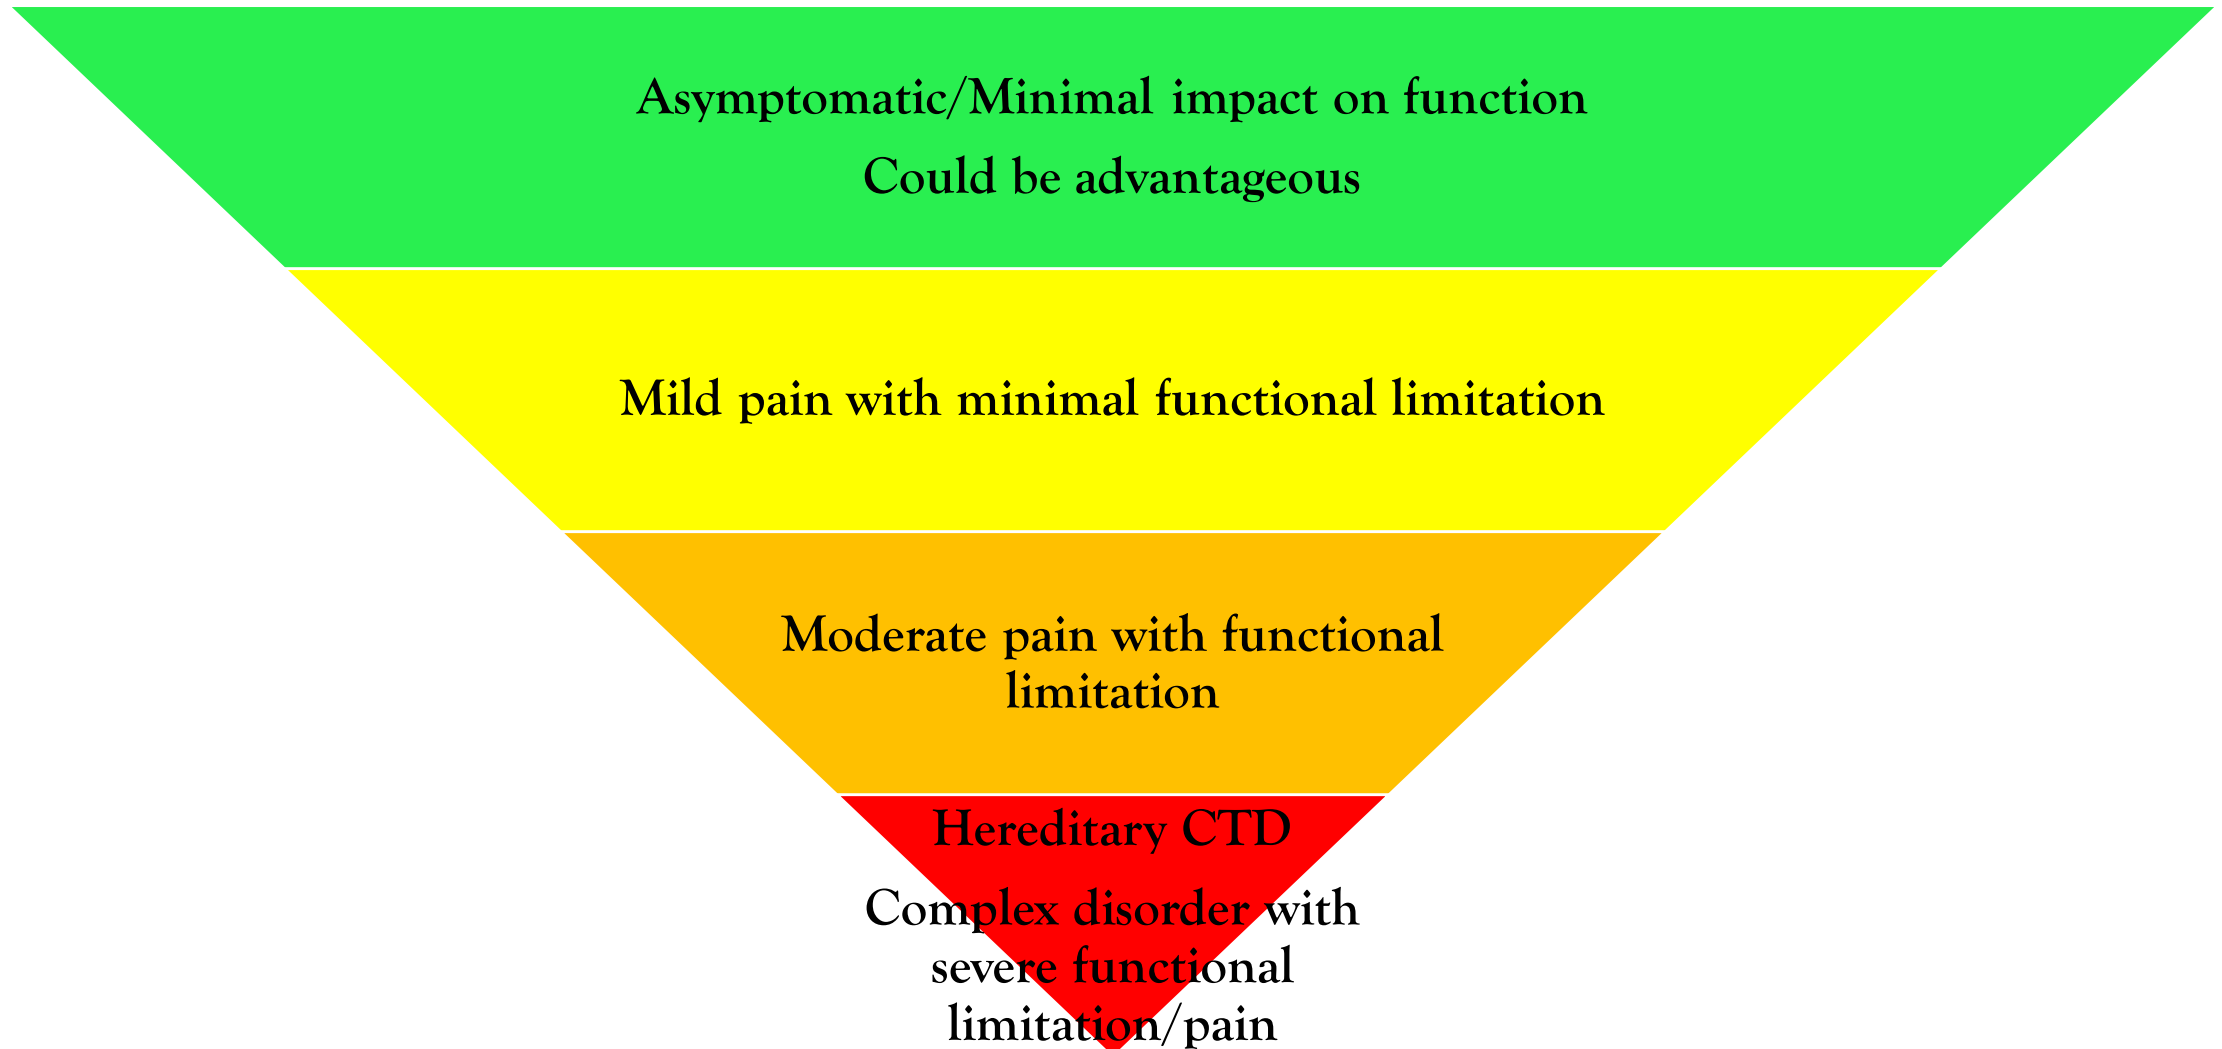 Asymptomatic/Minimal impact on function
Could be advantageous
Mild pain with minimal functional limitation
Moderate pain with functional
limitation
Hereditary CTD
Complex disorder with
severe functional
limitation/pain